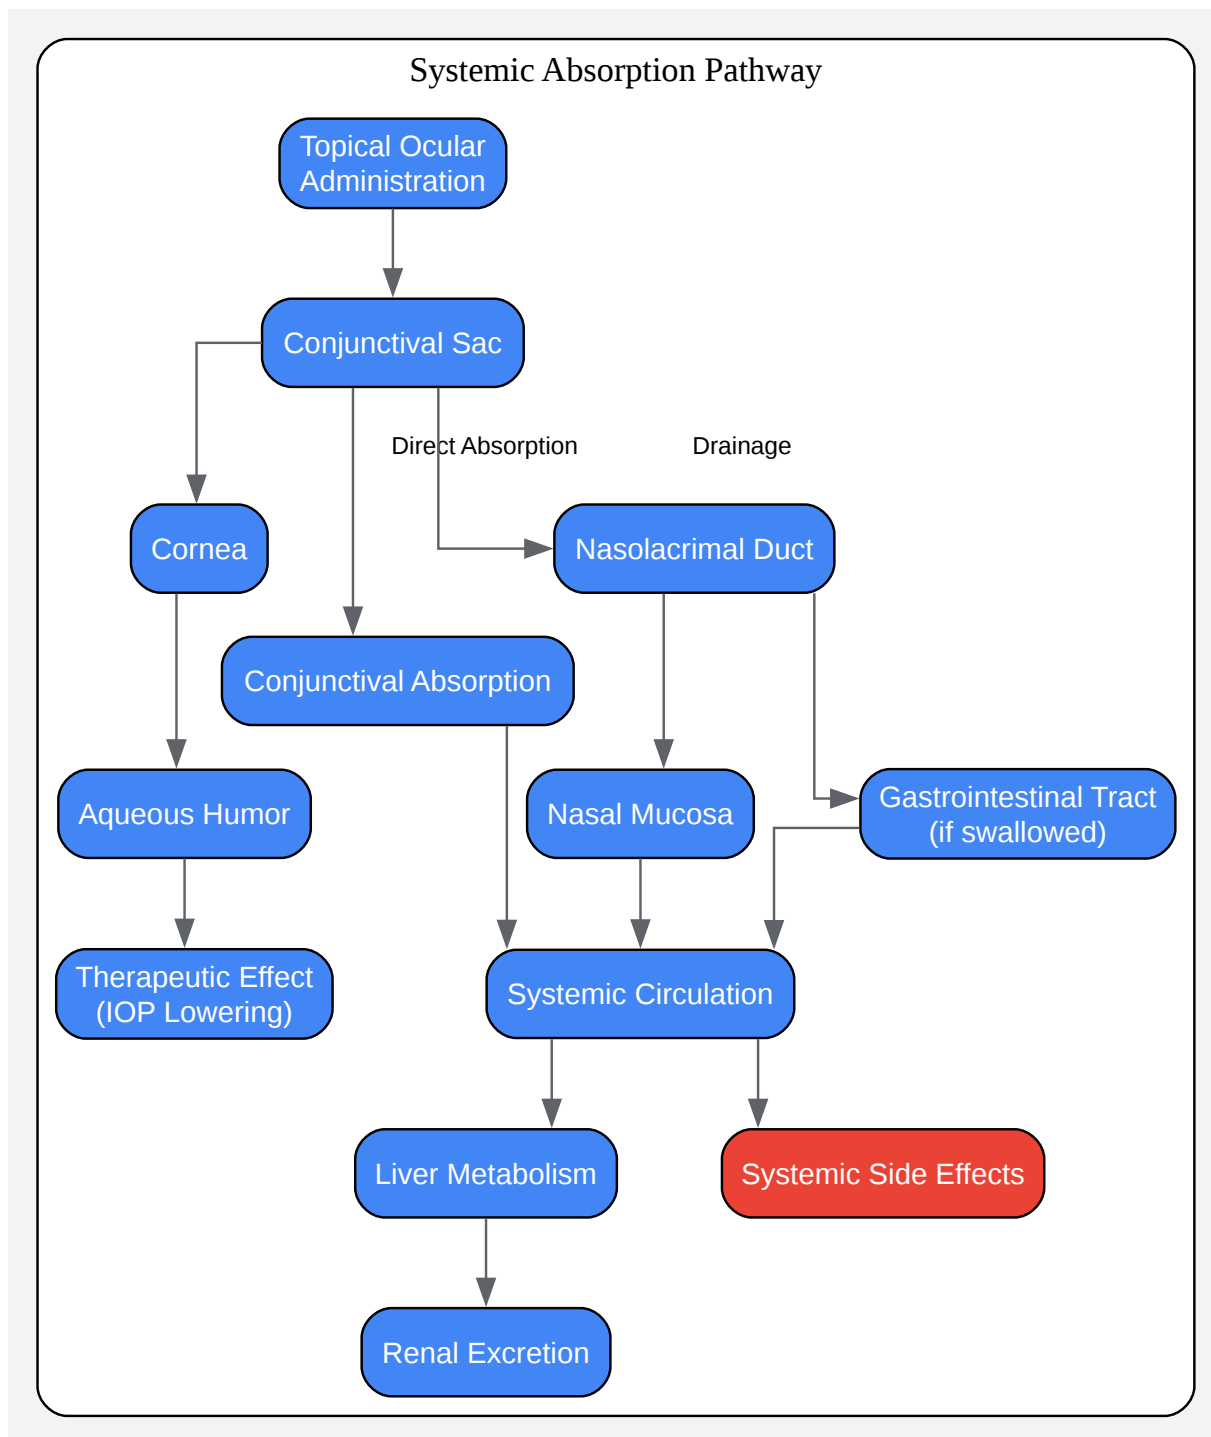 Systemic Absorption Pathway
Topical Ocular
Administration
Conjunctival Sac
Direct Absorption
Drainage
Cornea
Nasolacrimal Duct
Conjunctival Absorption
Aqueous Humor
Nasal Mucosa
Gastrointestinal Tract
(if swallowed)
Therapeutic Effect
(IOP Lowering)
Systemic Circulation
Liver Metabolism
Systemic Side Effects
Renal Excretion